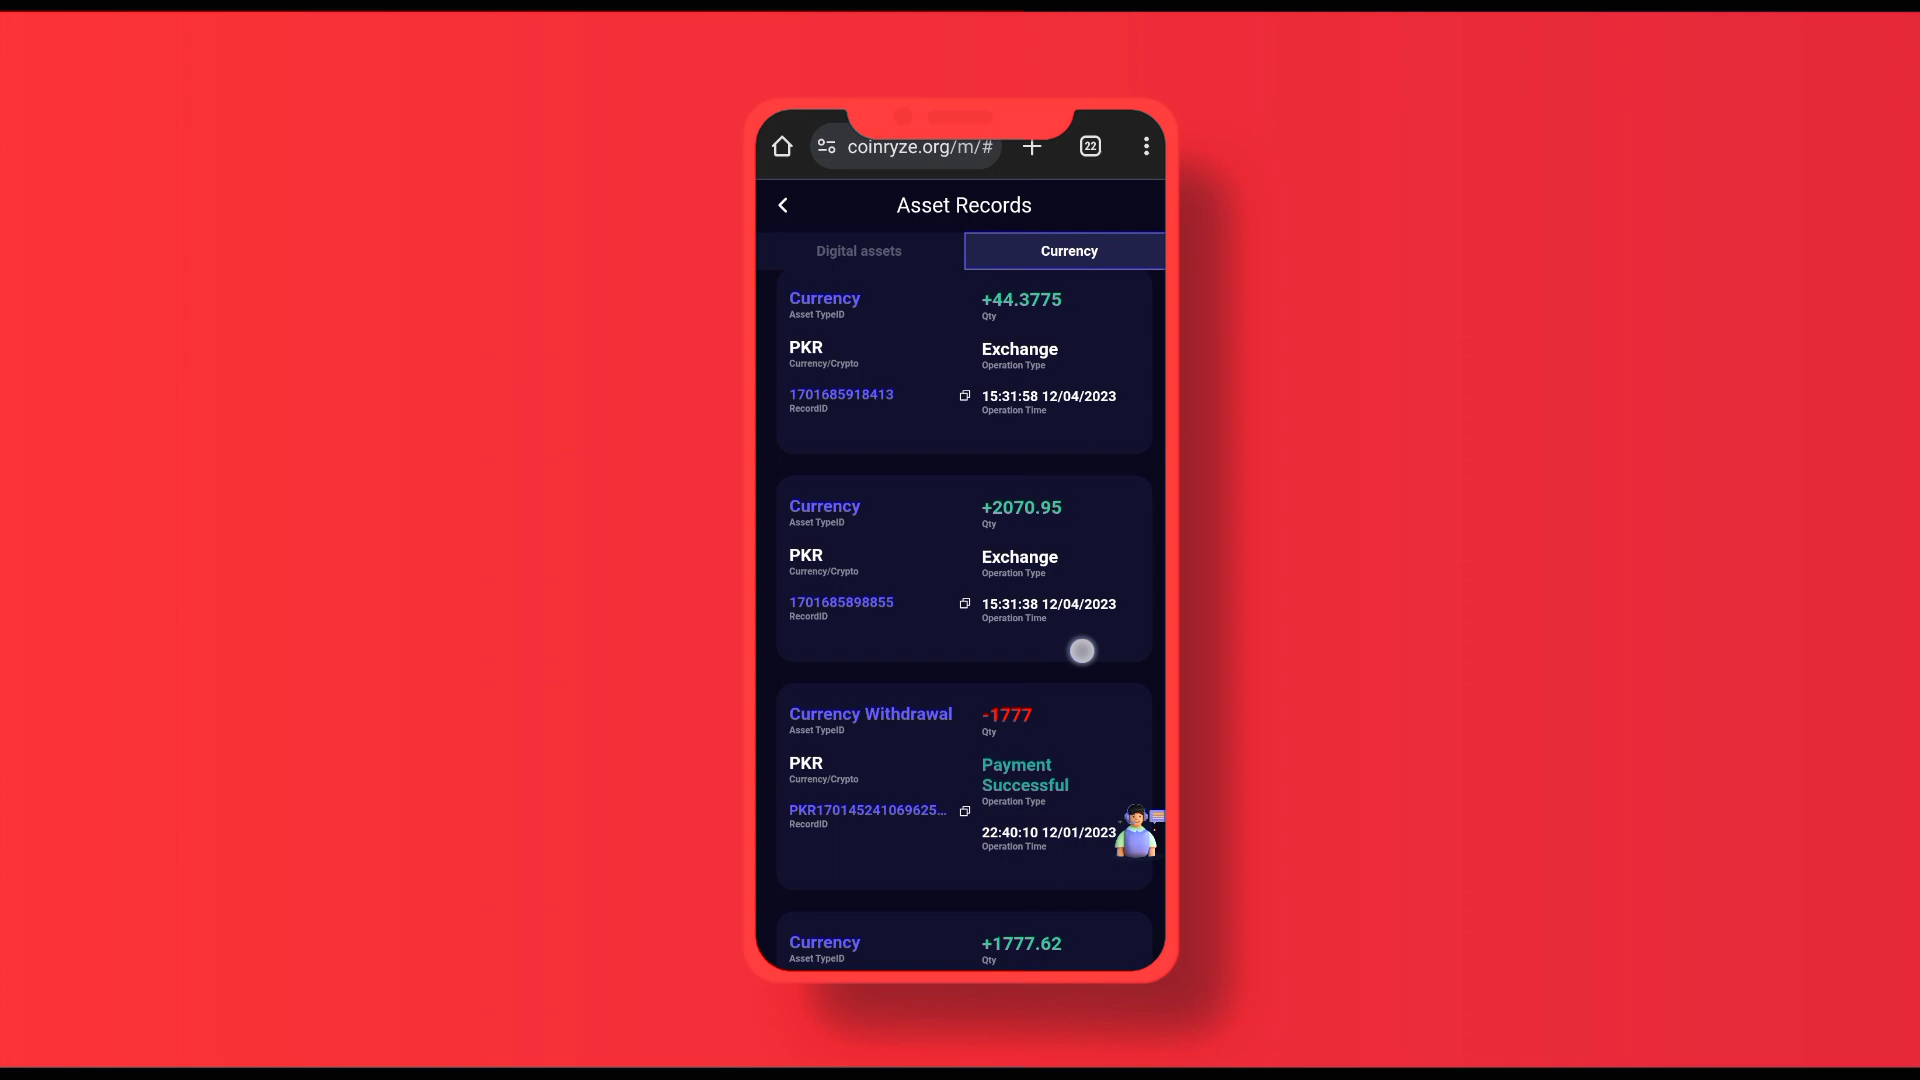 coinryze.org/m/#
22
Asset Records
Digital assets
Currency
Currency
+44.3775
Asset TypeID
Qty
PKR
Exchange
Currency/Crypto
Operation Type
1701685918413
15:31:58 12/04/2023
RecordID
Operation Time
Currency
+2070.95
Asset TypeID
Qty
PKR
Exchange
Currency/Crypto
Operation Type
1701685898855
15:31:38 12/04/2023
RecordID
Operation Time
Currency Withdrawal
-1777
Asset TypeID
Qty
PKR
Payment
Successful
Currency/Crypto
Operation Type
PKR170145241069625...
22:40:10 12/01/2023
RecordID
Operation Time
Currency
+1777.62
Asset TypeID
Qty